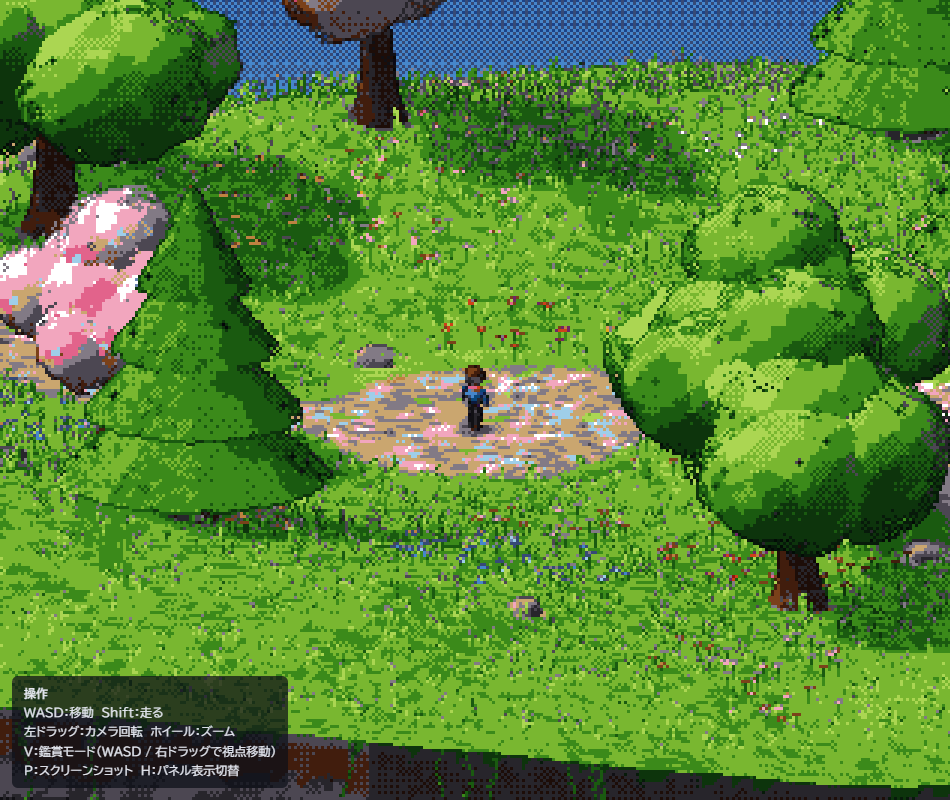 操作
WASD:移動 Shift:走る
左ドラッグ:カメラ回転 ホイール:ズーム
V:鑑賞モード(WASD / 右ドラッグで視点移動)
P:スクリーンショット H:パネル表示切替